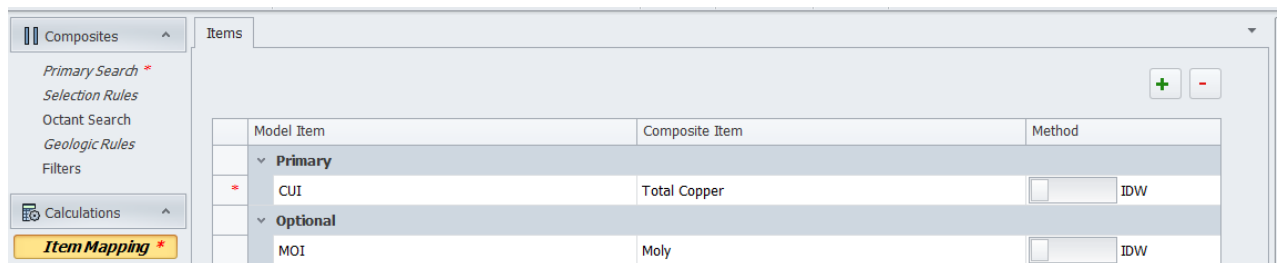 Composites
Primary Search *
Selection Rules
Octant Search
Geologic Rules
Filters
Calculations
Item Mapping *
Items
+ -
Model Item Composite Item Method
Primary
* CUI Total Copper IDW
Optional
MOI Moly IDW